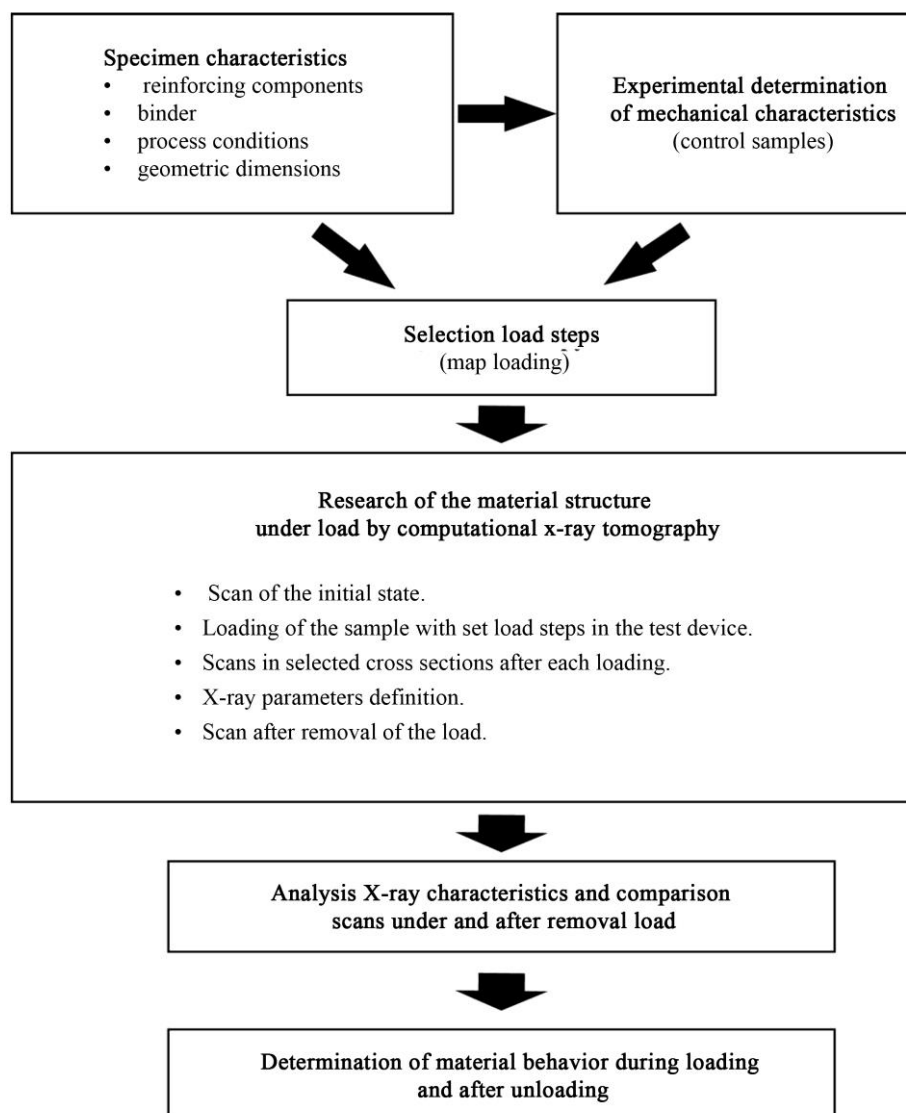 Specimen characteristics
• reinforcing components
• binder
• process conditions
• geometric dimensions
Experimental determination
of mechanical characteristics
(control samples)
Selection load steps
(map loading)
Research of the material structure
under load by computational x-ray tomography
• Scan of the initial state.
• Loading of the sample with set load steps in the test device.
• Scans in selected cross sections after each loading.
• X-ray parameters definition.
• Scan after removal of the load.
Analysis X-ray characteristics and comparison
scans under and after removal load
Determination of material behavior during loading
and after unloading